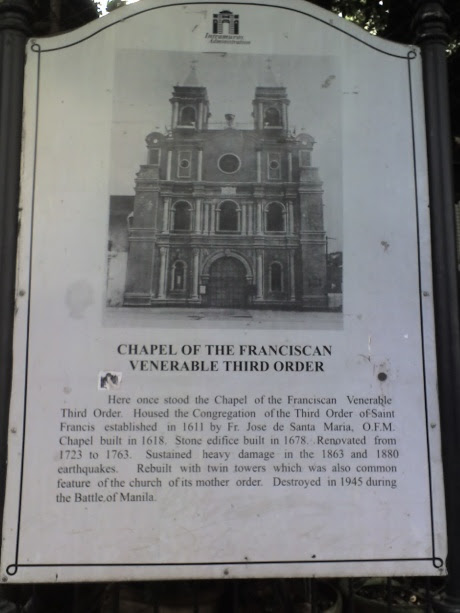 Intramuros
Administration
CHAPEL OF THE FRANCISCAN
VENERABLE THIRD ORDER
Here once stood the Chapel of the Franciscan Venerable
Third Order. Housed the Congregation of the Third Order of Saint
Francis established in 1611 by Fr. Jose de Santa Maria, O.F.M.
Chapel built in 1618. Stone edifice built in 1678. Renovated from
1723 to 1763. Sustained heavy damage in the 1863 and 1880
earthquakes. Rebuilt with twin towers which was also common
feature of the church of its mother order. Destroyed in 1945 during
the Battle of Manila.